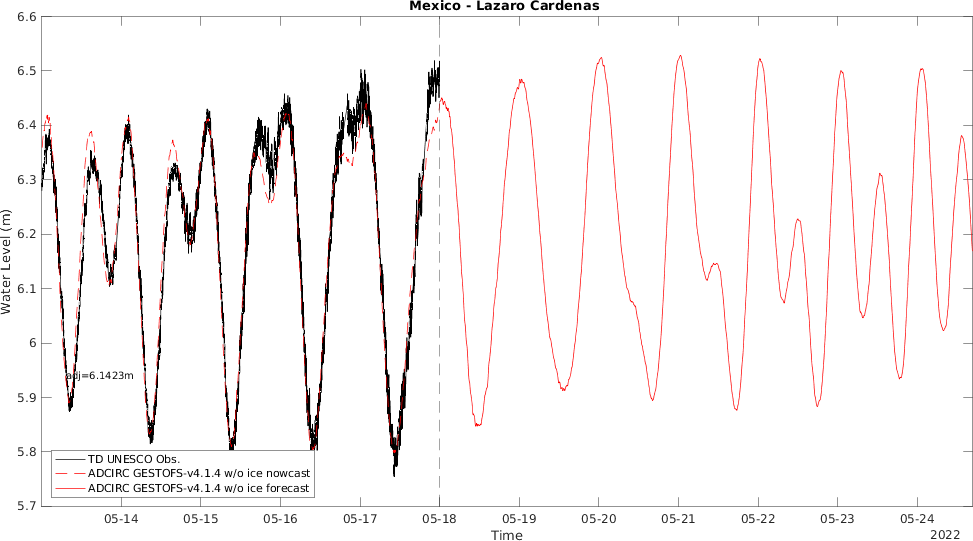 Mexico - Lazaro Cardenas
6.6
6.5
6.4
6.3
6.2
6.1
6
5.9
5.8
5.7
Water Level (m)
adj=6.1423m
TD UNESCO Obs.
ADCIRC GESTOFS-v4.1.4 w/o ice nowcast
ADCIRC GESTOFS-v4.1.4 w/o ice forecast
05-14 05-15 05-16 05-17 05-18 05-19 05-20 05-21 05-22 05-23 05-24
Time
2022